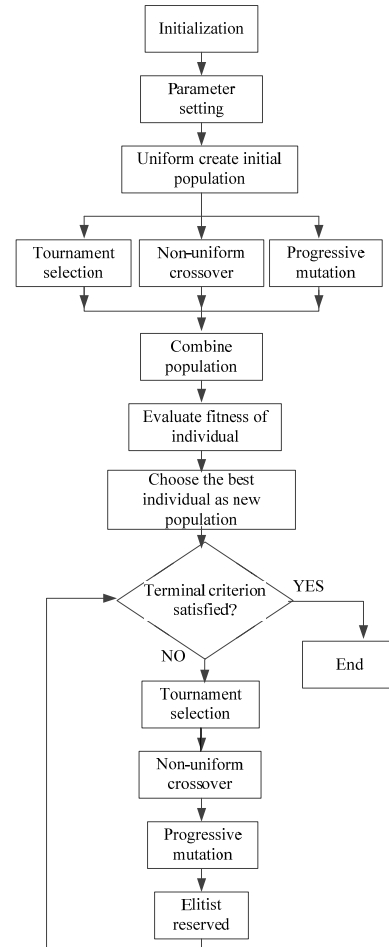 Initialization
Parameter
setting
Uniform create initial
population
Tournament
selection
Non-uniform
crossover
Progressive
mutation
Combine
population
Evaluate fitness of
individual
Choose the best
individual as new
population
Terminal criterion
satisfied?
YES
NO
End
Tournament
selection
Non-uniform
crossover
Progressive
mutation
Elitist
reserved